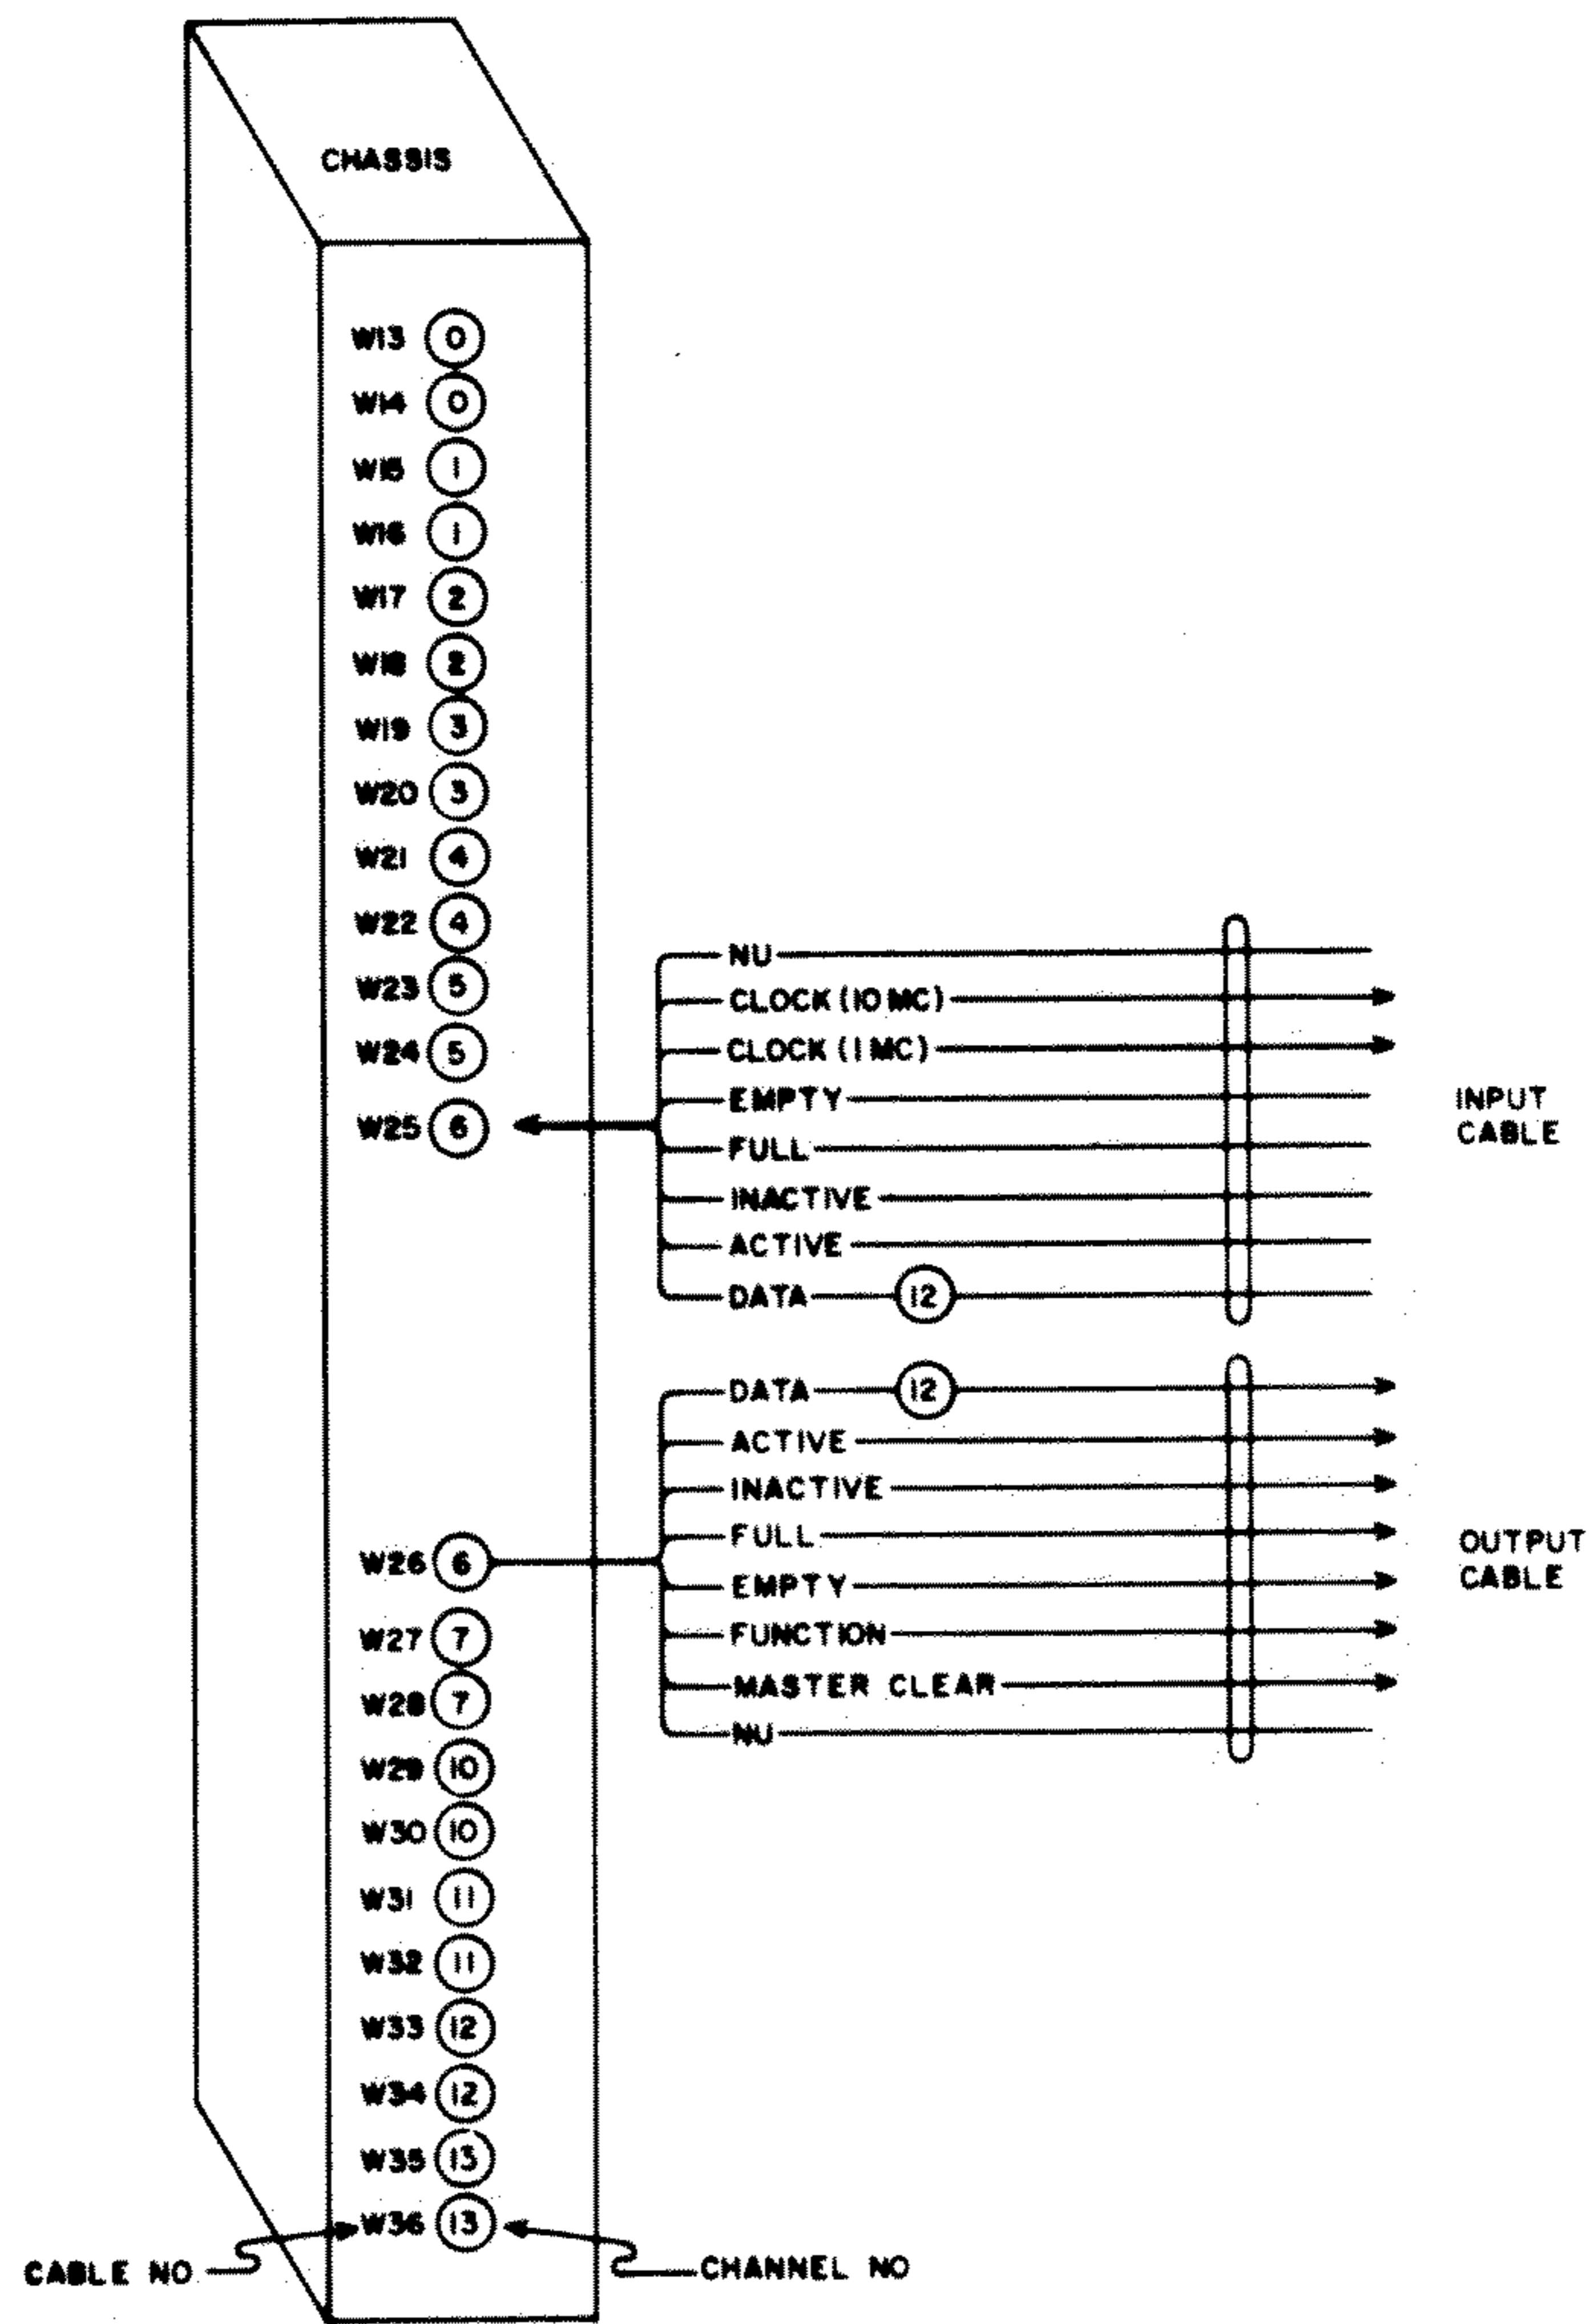 CHASSIS
W13 0
W14 0
W15 1
W16 1
W17 2
W18 2
W19 3
W20 3
W21 4
W22 4
W23 5
W24 5
W25 6
NU
CLOCK (10 MC)
CLOCK (1 MC)
EMPTY
FULL
INACTIVE
ACTIVE
DATA 12
INPUT
CABLE
DATA 12
ACTIVE
INACTIVE
FULL
EMPTY
FUNCTION
MASTER CLEAR
NU
OUTPUT
CABLE
W26 6
W27 7
W28 7
W29 10
W30 10
W31 11
W32 11
W33 12
W34 12
W35 13
W36 13
CABLE NO
CHANNEL NO